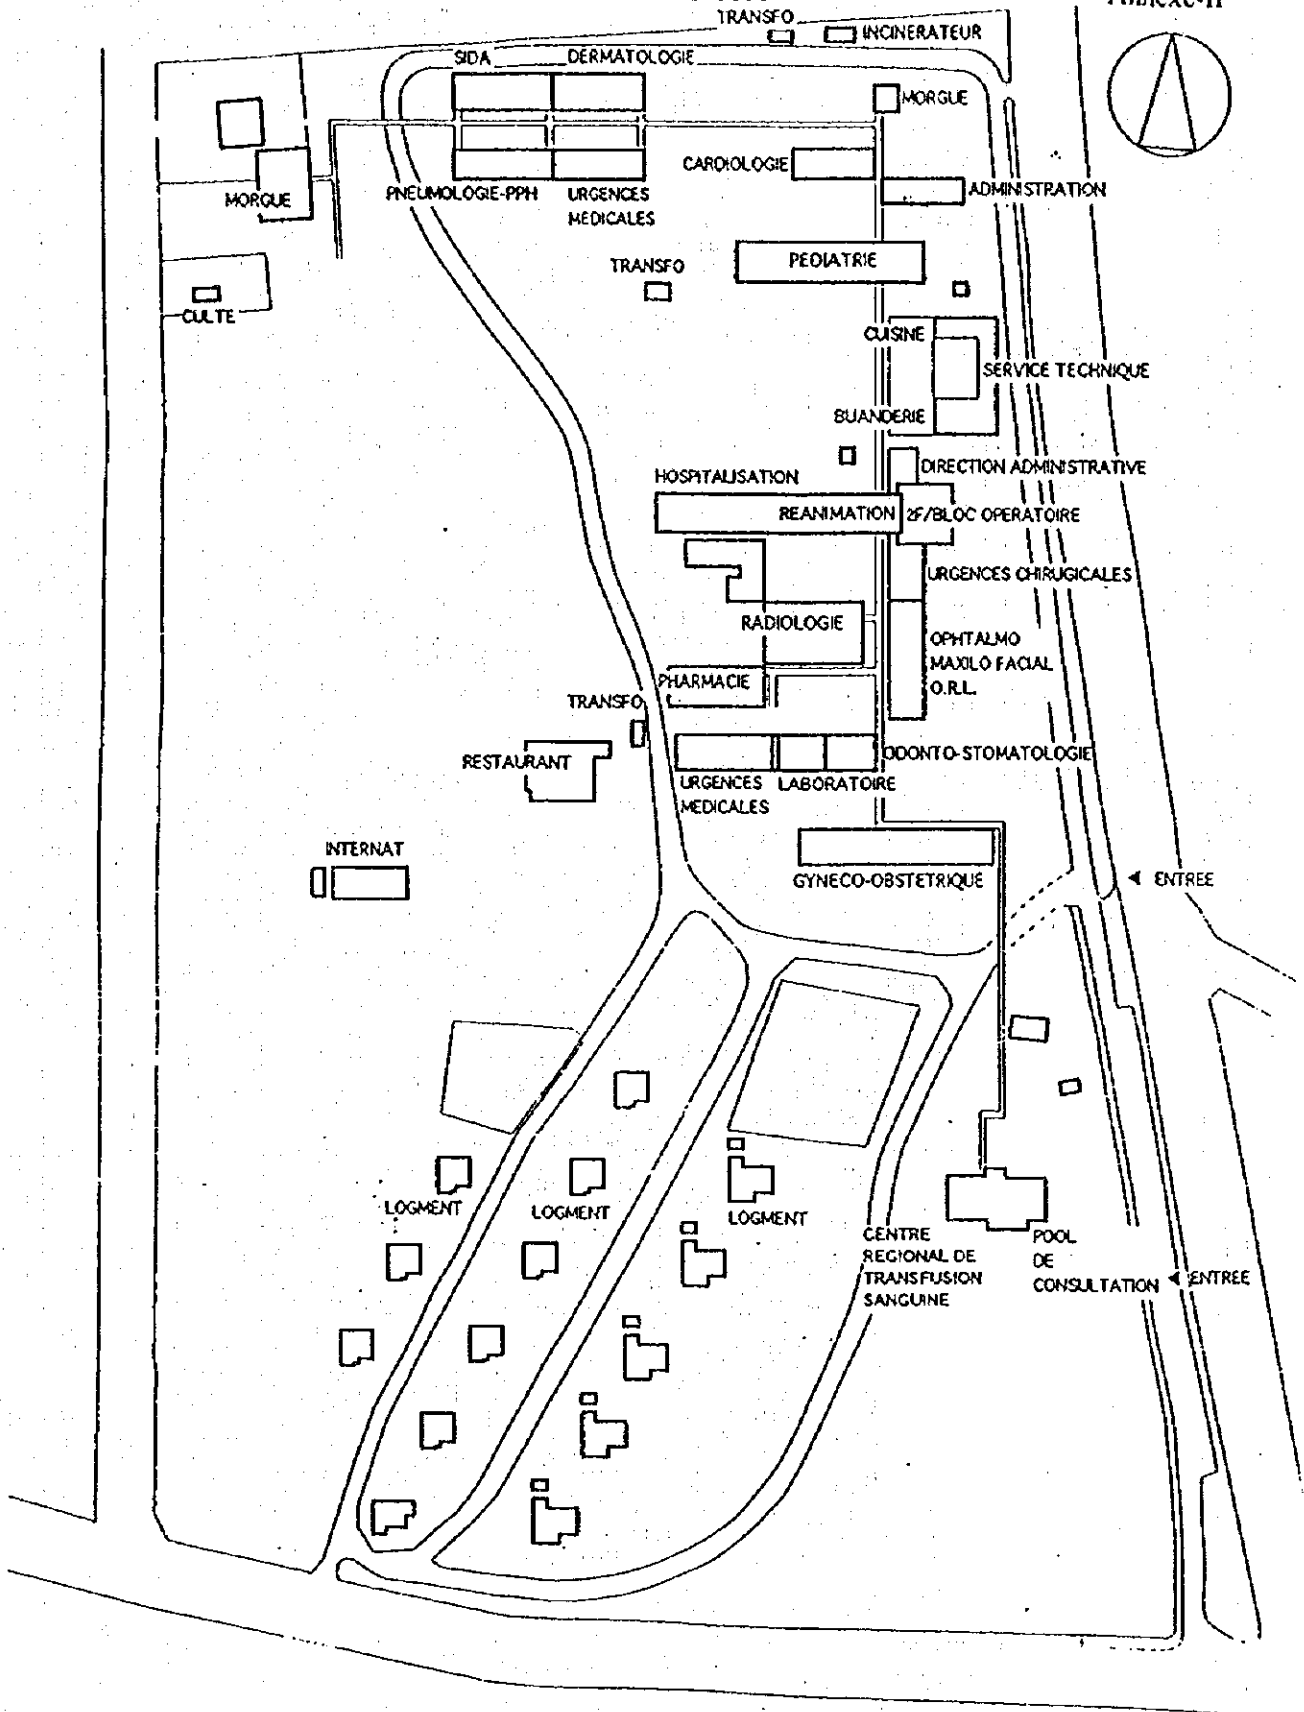 TRANSFO
INCINERATEUR
SIDA
DERMATOLOGIE
MORGUE
CARDIOLOGIE
ADMINISTRATION
MORGUE
PNEUMOLOGIE-PPH
URGENCES
MEDICALES
TRANSFO
PEDIATRIE
CULTE
CUISINE
SERVICE TECHNIQUE
BUANDERIE
DIRECTION ADMINISTRATIVE
HOSPITALISATION
REANIMATION
2F/BLOC OPERATOIRE
URGENCES CHIRUGICALES
RADIOLOGIE
OPHTALMO
MAXILO FACIAL
O.R.L.
PHARMACIE
TRANSFO
RESTAURANT
ODONTO-STOMATOLOGIE
URGENCES
MEDICALES
LABORATOIRE
INTERNAT
GYNECO-OBSTETRIQUE
ENTREE
LOGMENT
LOGMENT
LOGMENT
CENTRE
REGIONAL DE
TRANSFUSION
SANGUINE
POOL
DE
CONSULTATION
ENTREE